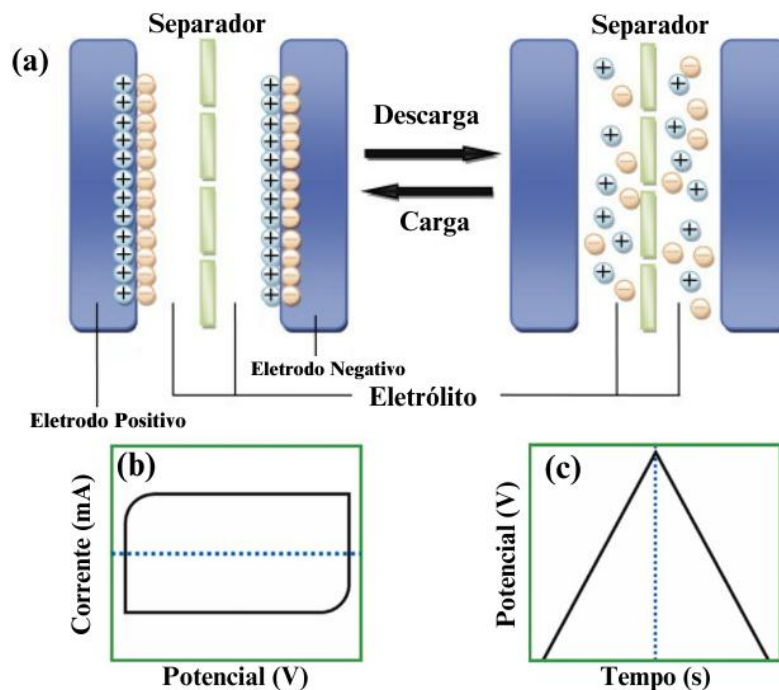 Separador
Separador
(a)
Descarga
Carga
Eletrodo Negativo
Eletrólito
Eletrodo Positivo
(b)
Corrente (mA)
Potencial (V)
(c)
Potencial (V)
Tempo (s)